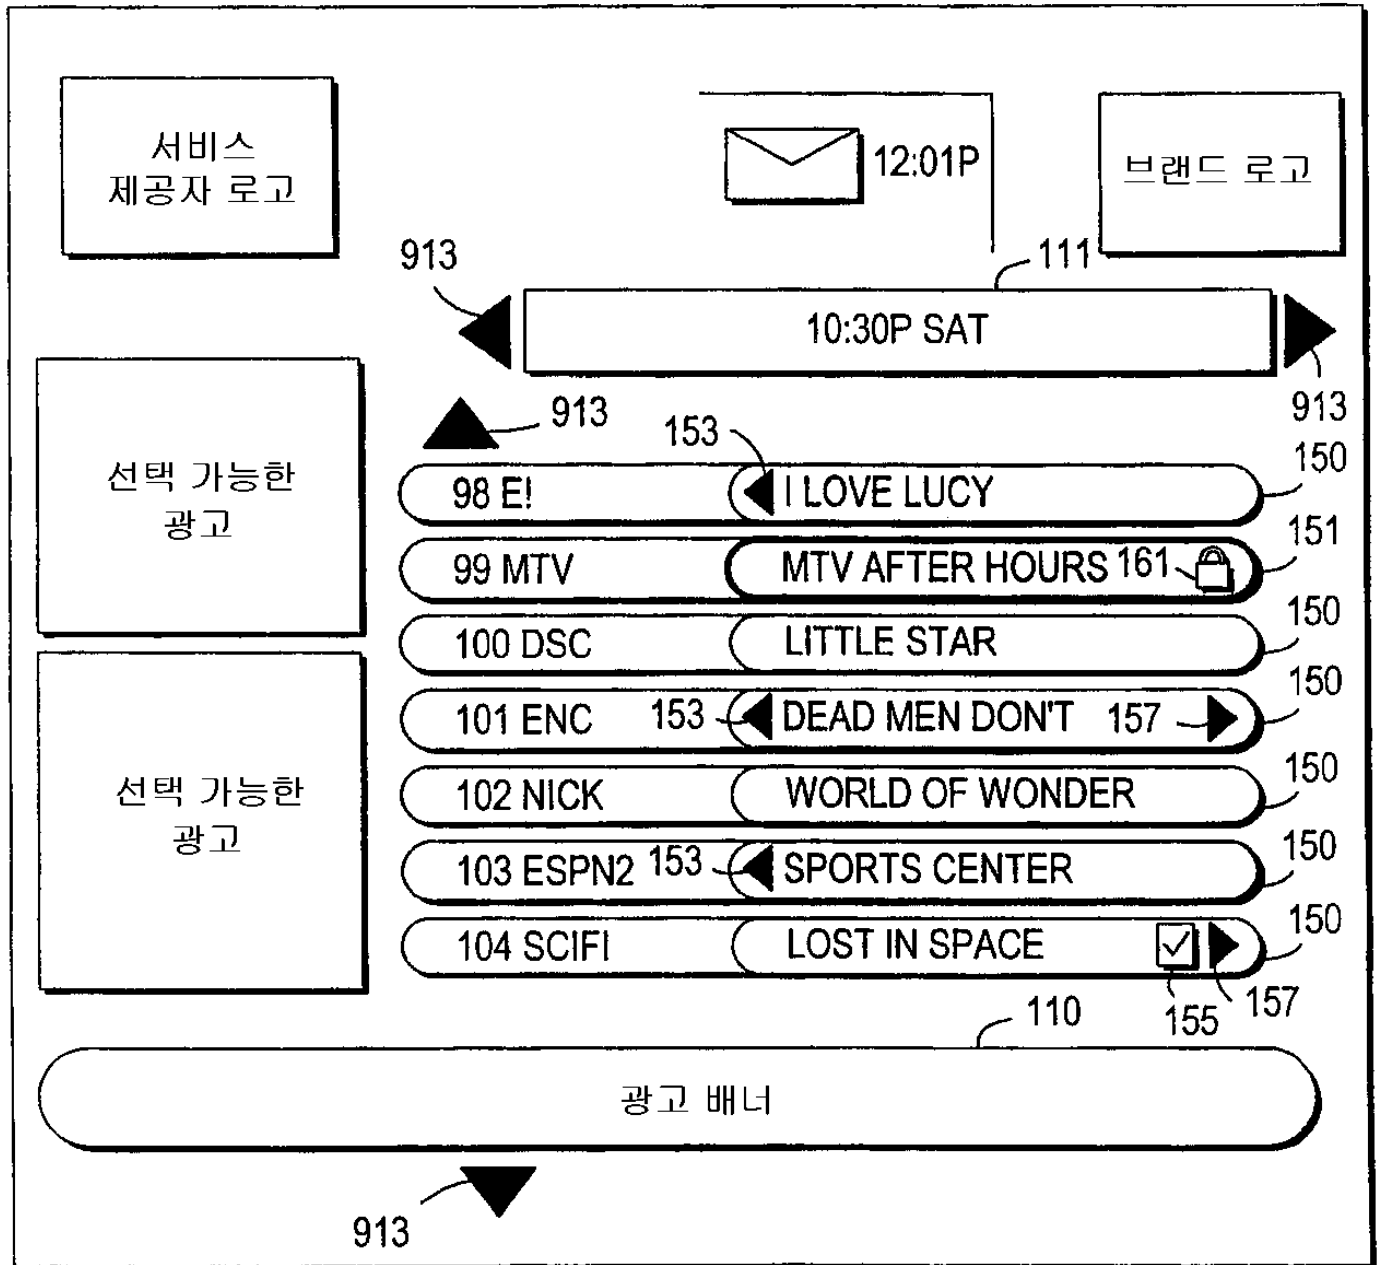 서비스
제공자 로고
12:01P
브랜드 로고
913
111
10:30P SAT
913
913
153
선택 가능한
광고
98 E!
I LOVE LUCY
150
99 MTV
MTV AFTER HOURS
161
151
100 DSC
LITTLE STAR
150
101 ENC
153
DEAD MEN DON'T
157
150
선택 가능한
광고
102 NICK
WORLD OF WONDER
150
103 ESPN2
153
SPORTS CENTER
150
104 SCIFI
LOST IN SPACE
150
155
157
110
광고 배너
913